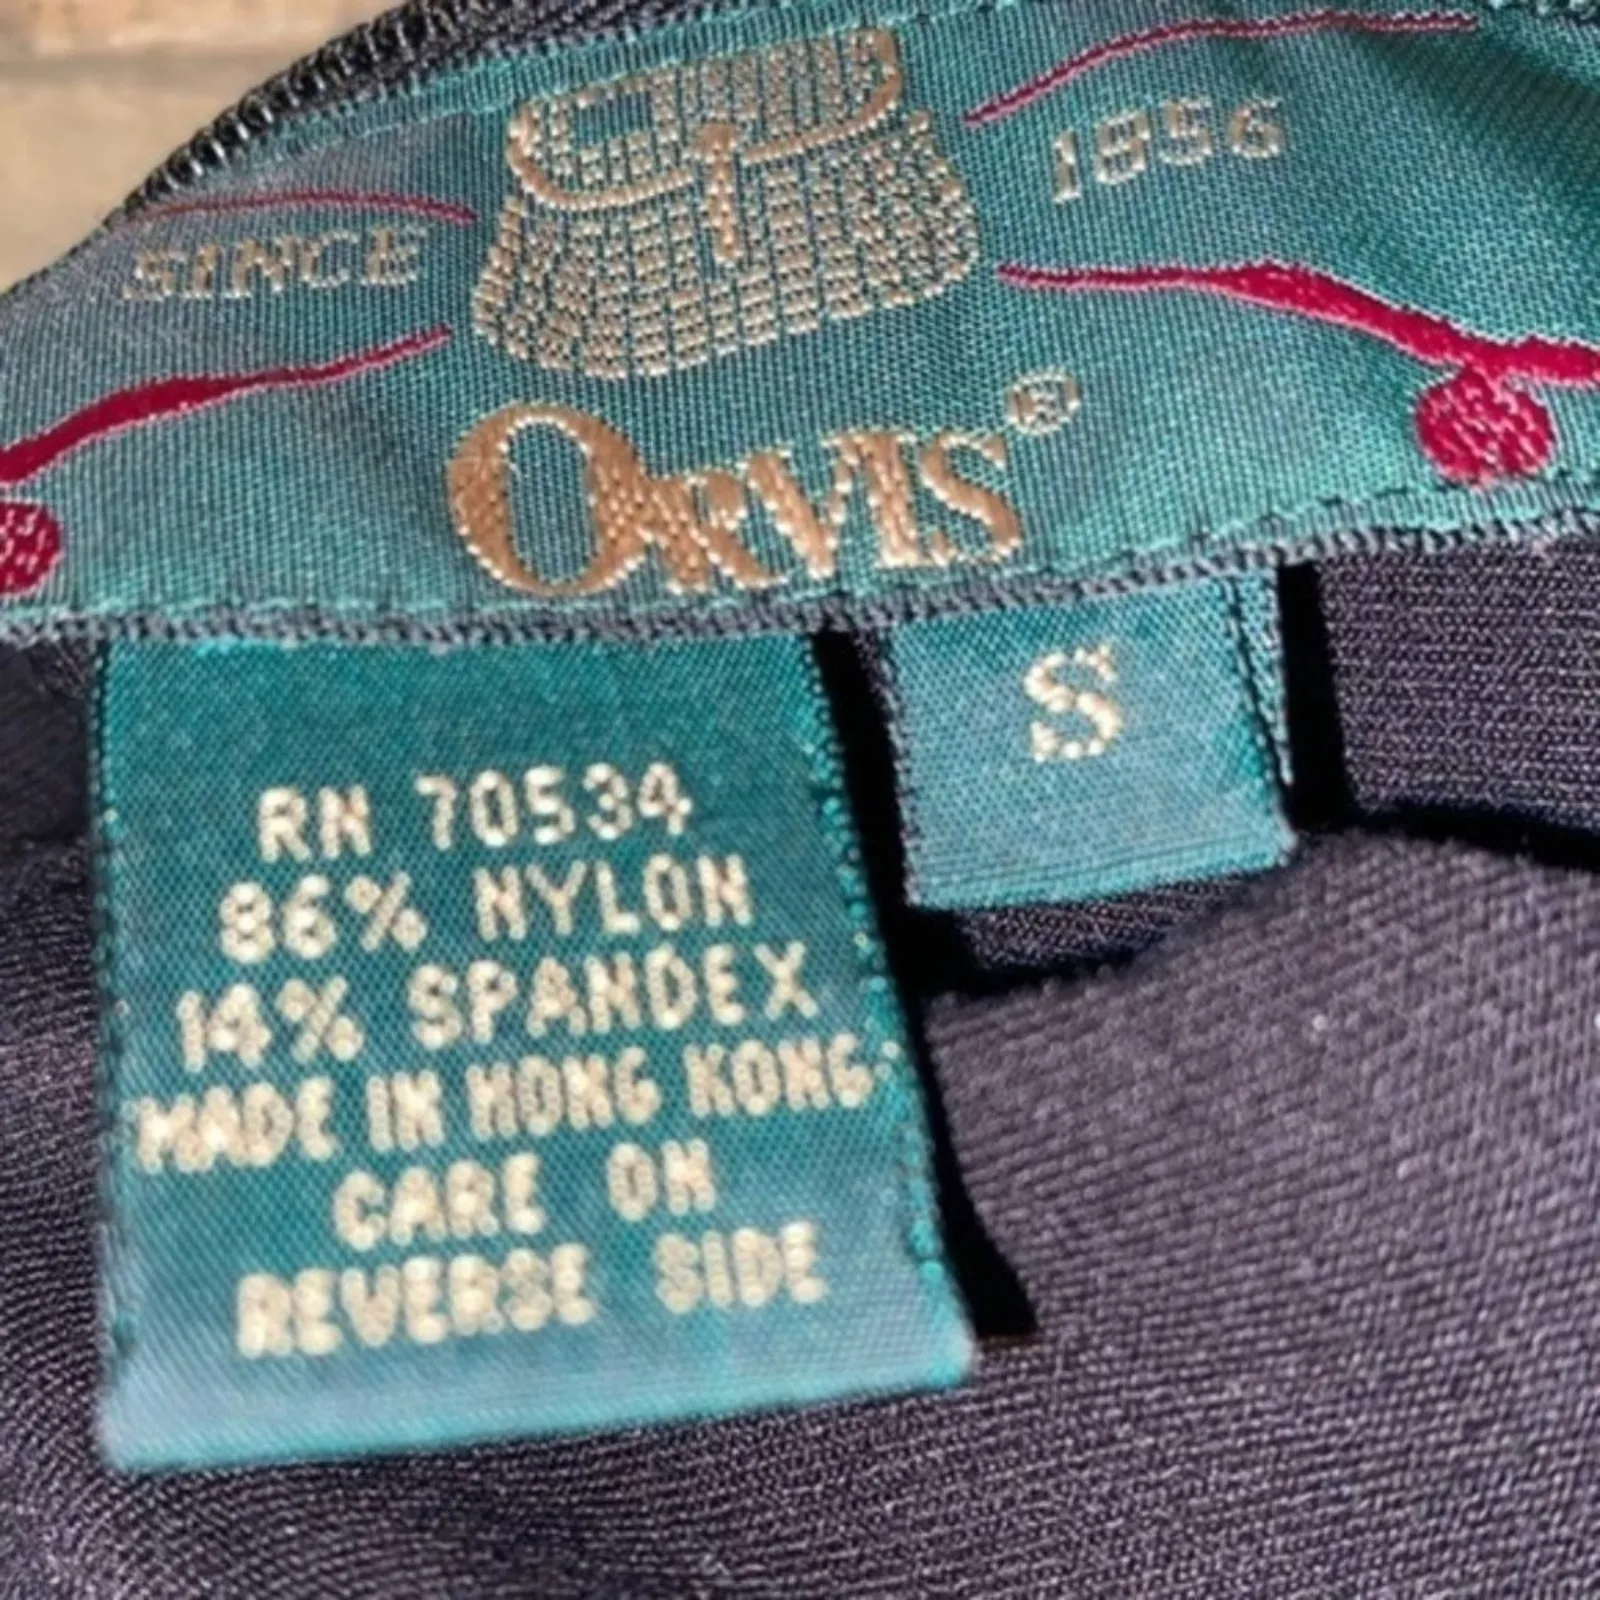 SINCE 1856
ORVIS®
S
RN 70534
86% NYLON
14% SPANDEX
MADE IN HONG KONG
CARE ON
REVERSE SIDE